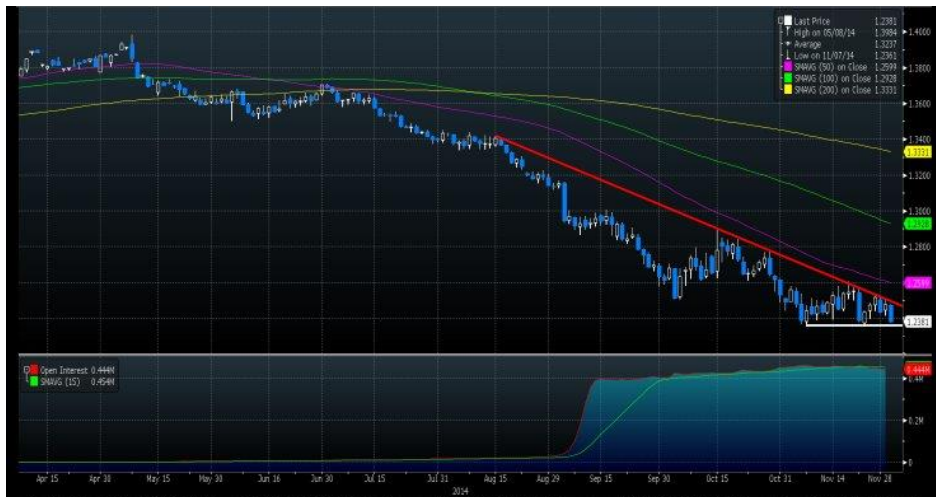 Last Price 1.2381
High on 05/08/14 1.3984
Average 1.3237
Low on 11/07/14 1.2361
SMAVG (50) on Close 1.2599
SMAVG (100) on Close 1.2928
SMAVG (200) on Close 1.3331
1.4000
1.3800
1.3600
1.3400
1.3331
1.3200
1.3000
1.2928
1.2800
1.2599
1.2381
Open Interest 0.444M
SMAVG (15) 0.454M
0.444M
0.4M
0.2M
0
Apr 15 Apr 30 May 15 May 30 Jun 16 Jun 30 Jul 15 Jul 31 Aug 15 Aug 29 Sep 15 Sep 30 Oct 15 Oct 31 Nov 14 Nov 28
2014